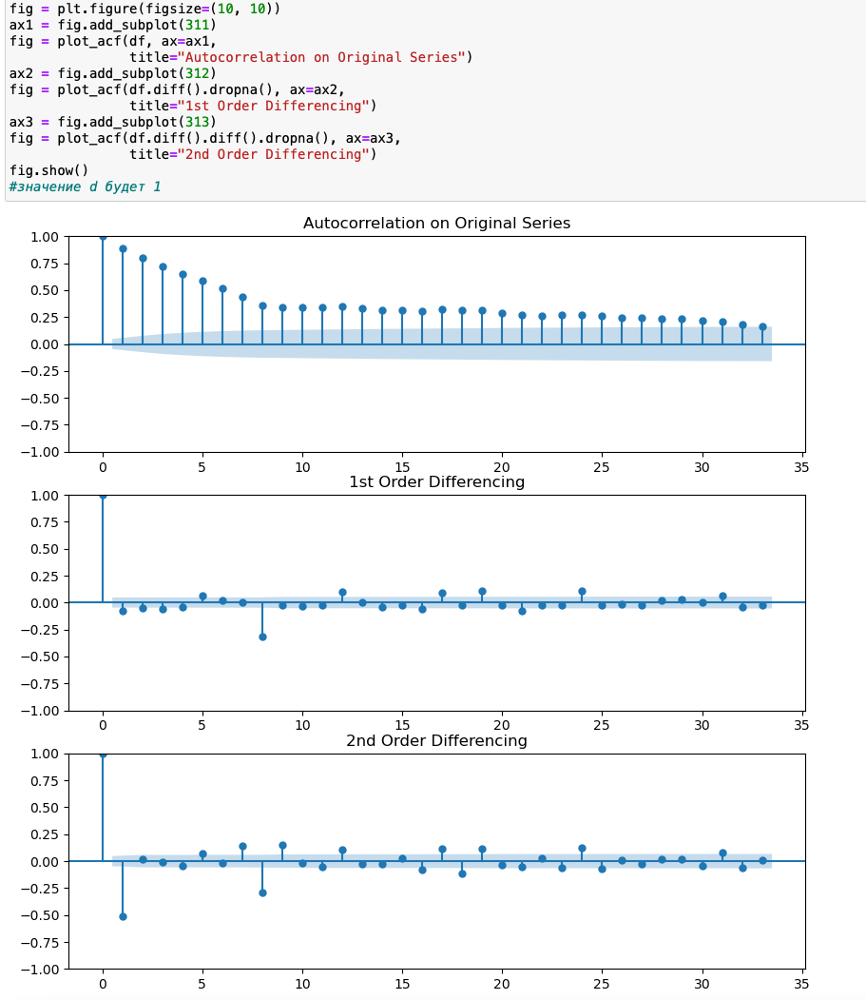 fig = plt.figure(figsize=(10, 10))
ax1 = fig.add_subplot(311)
fig = plot_acf(df, ax=ax1,
title="Autocorrelation on Original Series")
ax2 = fig.add_subplot(312)
fig = plot_acf(df.diff().dropna(), ax=ax2,
title="1st Order Differencing")
ax3 = fig.add_subplot(313)
fig = plot_acf(df.diff().diff().dropna(), ax=ax3,
title="2nd Order Differencing")
fig.show()
#значение d будет 1
Autocorrelation on Original Series
1.00
0.75
0.50
0.25
0.00
−0.25
−0.50
−0.75
−1.00
0 5 10 15 20 25 30 35
1st Order Differencing
1.00
0.75
0.50
0.25
0.00
−0.25
−0.50
−0.75
−1.00
0 5 10 15 20 25 30 35
2nd Order Differencing
1.00
0.75
0.50
0.25
0.00
−0.25
−0.50
−0.75
−1.00
0 5 10 15 20 25 30 35